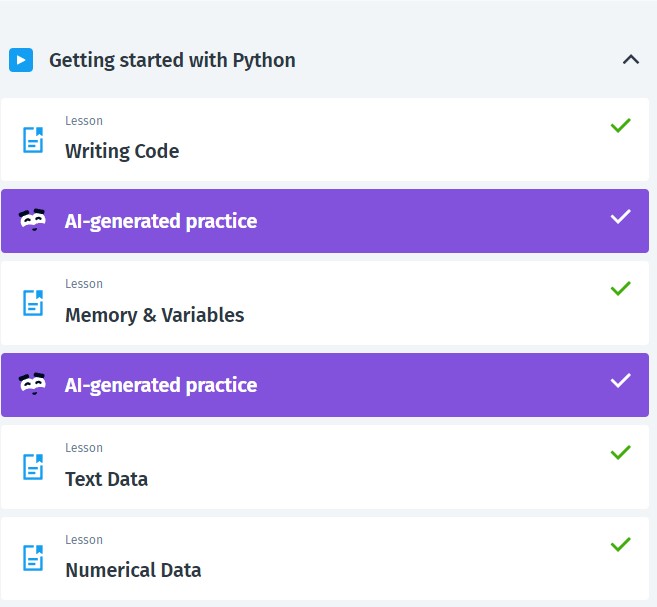 Getting started with Python
Lesson
Writing Code
AI-generated practice
Lesson
Memory & Variables
AI-generated practice
Lesson
Text Data
Lesson
Numerical Data